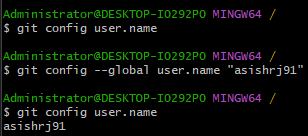 Administrator@DESKTOP-IO292PO MINGW64 /
$ git config user.name
Administrator@DESKTOP-IO292PO MINGW64 /
$ git config --global user.name "asishrj91"
Administrator@DESKTOP-IO292PO MINGW64 /
$ git config user.name
asishrj91